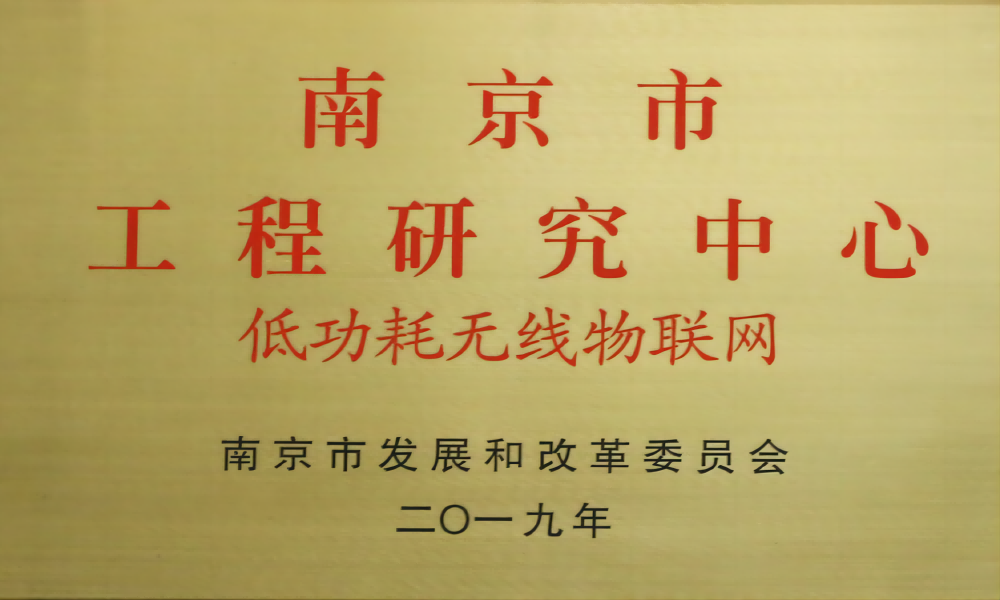 南京市
工程研究中心
低功耗无线物联网
南京市发展和改革委员会
二〇一九年